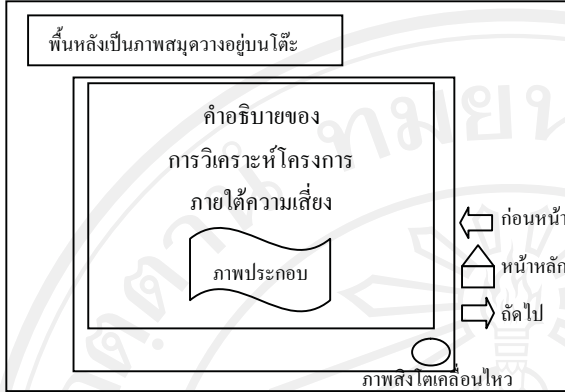 พื้นหลังเป็นภาพสมุดวางอยู่บนโต๊ะ
คำอธิบายของ
การวิเคราะห์โครงการ
ภายใต้ความเสี่ยง
ภาพประกอบ
ก่อนหน้า
หน้าหลัก
ถัดไป
ภาพสิงโตเคลื่อนไหว